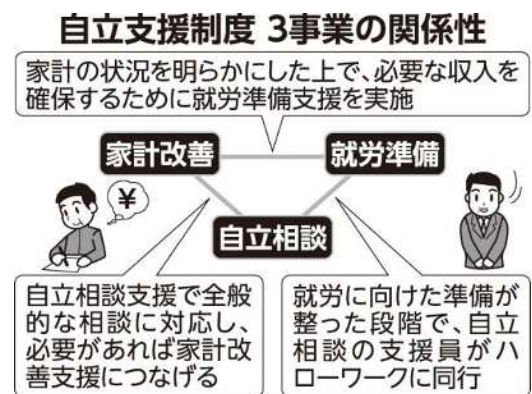 自立支援制度 3事業の関係性
家計の状況を明らかにした上で、必要な収入を
確保するために就労準備支援を実施
家計改善
就労準備
¥
自立相談
自立相談支援で全般
的な相談に対応し、
必要があれば家計改
善支援につなげる
就労に向けた準備が
整った段階で、自立
相談の支援員がハ
ローワークに同行